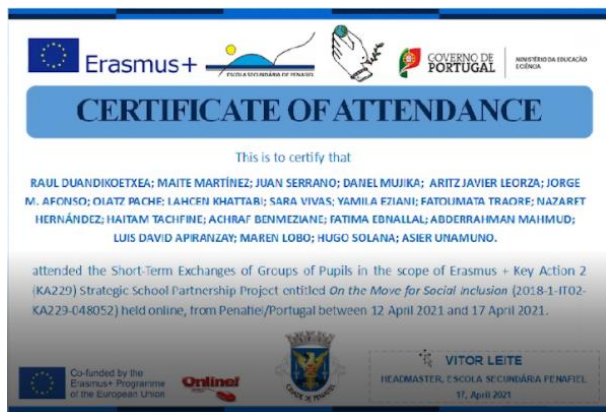 Erasmus+
ESCOLA SECUNDÁRIA DE PENAFIEL
GOVERNO DE
PORTUGAL
MINISTÉRIO DA EDUCAÇÃO
E CIÊNCIA
CERTIFICATE OF ATTENDANCE
This is to certify that
RAUL DUANDIKOETXEA; MAITE MARTÍNEZ; JUAN SERRANO; DANEL MUJIKA; ARITZ JAVIER LEORZA; JORGE
M. AFONSO; OLATZ PACHE; LAHCEN KHATTABI; SARA VIVAS; YAMILA EZIANI; FATOUMATA TRAORE; NAZARET
HERNÁNDEZ; HAITAM TACHFINE; ACHRAF BENMEZIANE; FATIMA EBNALLAL; ABDERRAHMAN MAHMUD;
LUIS DAVID APIRANZAY; MAREN LOBO; HUGO SOLANA; ASIER UNAMUNO.
attended the Short-Term Exchanges of Groups of Pupils in the scope of Erasmus + Key Action 2
(KA229) Strategic School Partnership Project entitled On the Move for Social Inclusion (2018-1-IT02-
KA229-048052) held online, from Penafiel/Portugal between 12 April 2021 and 17 April 2021.
Co-funded by the
Erasmus+ Programme
of the European Union
Online!
CIDADE DE PENAFIEL
VITOR LEITE
HEADMASTER, ESCOLA SECUNDÁRIA PENAFIEL
17, April 2021